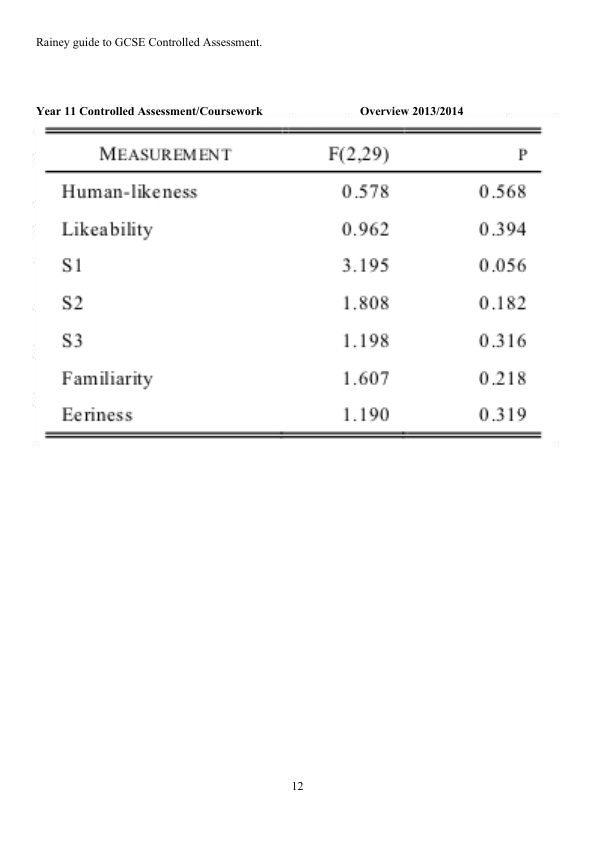 Rainey guide to GCSE Controlled Assessment.
Year 11 Controlled Assessment/Coursework Overview 2013/2014
MEASUREMENT F(2,29) P
Human-likeness 0.578 0.568
Likeability 0.962 0.394
S1 3.195 0.056
S2 1.808 0.182
S3 1.198 0.316
Familiarity 1.607 0.218
Eeriness 1.190 0.319
12